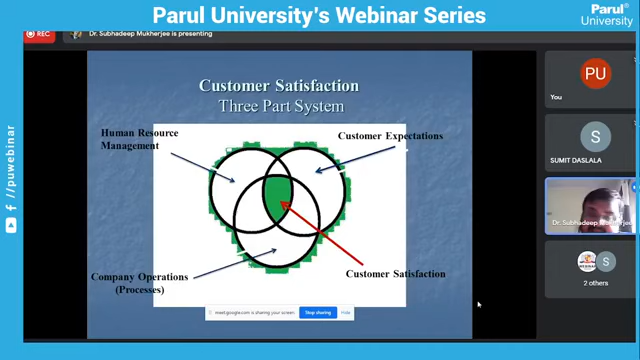 Parul University's Webinar Series
Parul®
University
REC
Dr. Subhadeep Mukherjee is presenting
Customer Satisfaction
Three Part System
Human Resource
Management
Customer Expectations
Company Operations
(Processes)
Customer Satisfaction
meet.google.com is sharing your screen.
Stop sharing
Hide
PU
You
S
SUMIT DASLALA
Dr. Subhadeep Mukherjee
WEBINAR
S
2 others
/puwebinar